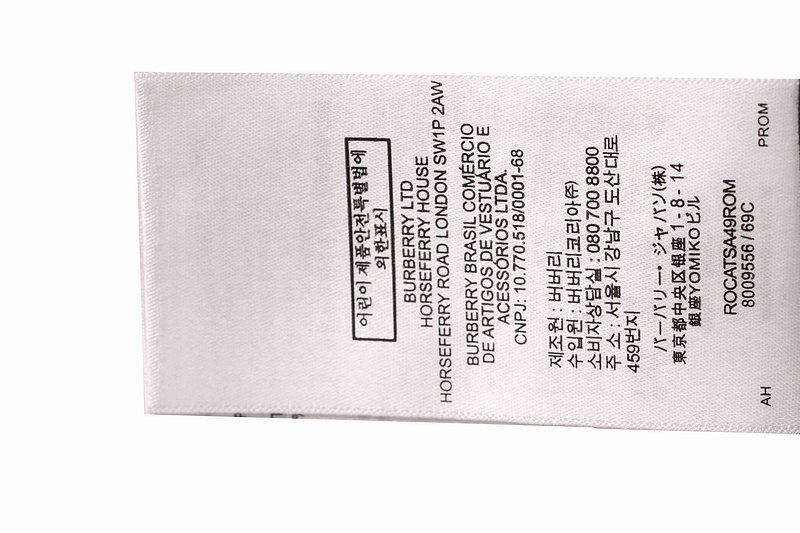 어린이 제품안전특별법에
의한표시
BURBERRY LTD
HORSEFERRY HOUSE
HORSEFERRY ROAD LONDON SW1P 2AW
BURBERRY BRASIL COMÉRCIO
DE ARTIGOS DE VESTUÁRIO E
ACESSÓRIOS LTDA.
CNPJ: 10.770.518/0001-68
제조원 : 버버리
수입원 : 버버리코리아㈜
소비자상담실 : 080 700 8800
주 소 : 서울시 강남구 도산대로
459번지
バーバリー・ジャパン(株)
東京都中央区銀座 1 - 8 - 14
銀座YOMIKOビル
ROCATSA49ROM
8009556 / 69C
AH PROM